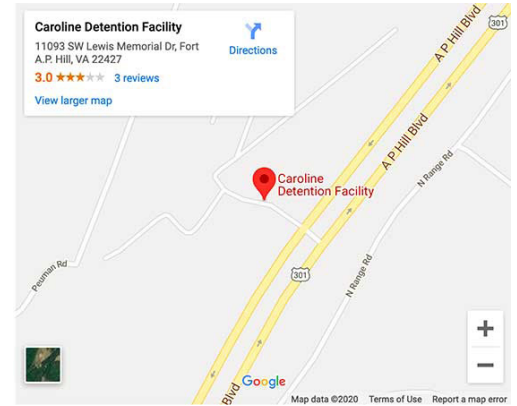 Caroline Detention Facility
11093 SW Lewis Memorial Dr, Fort
A.P. Hill, VA 22427
Directions
3.0
3 reviews
View larger map
301
A P Hill Blvd
A P Hill Blvd
N Range Rd
Caroline
Detention Facility
Peuman Rd
301
N Range Rd
+
−
Blvd
Google
Map data ©2020
Terms of Use
Report a map error